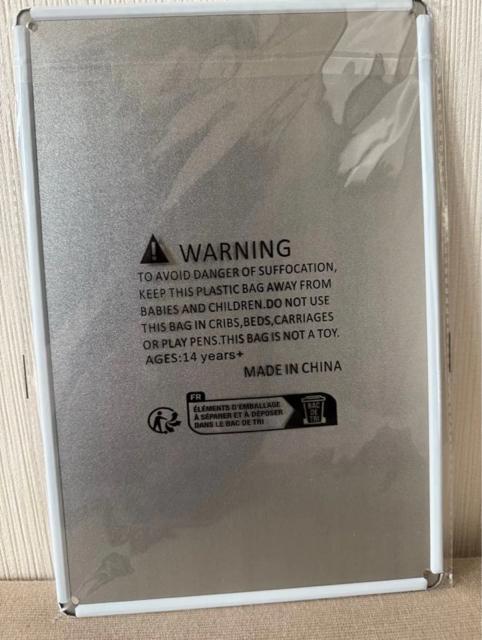 WARNING
TO AVOID DANGER OF SUFFOCATION,
KEEP THIS PLASTIC BAG AWAY FROM
BABIES AND CHILDREN.DO NOT USE
THIS BAG IN CRIBS,BEDS,CARRIAGES
OR PLAY PENS.THIS BAG IS NOT A TOY.
AGES:14 years+
MADE IN CHINA
FR
ÉLÉMENTS D'EMBALLAGE
À SÉPARER ET À DÉPOSER
DANS LE BAC DE TRI
BAC
DE
TRI